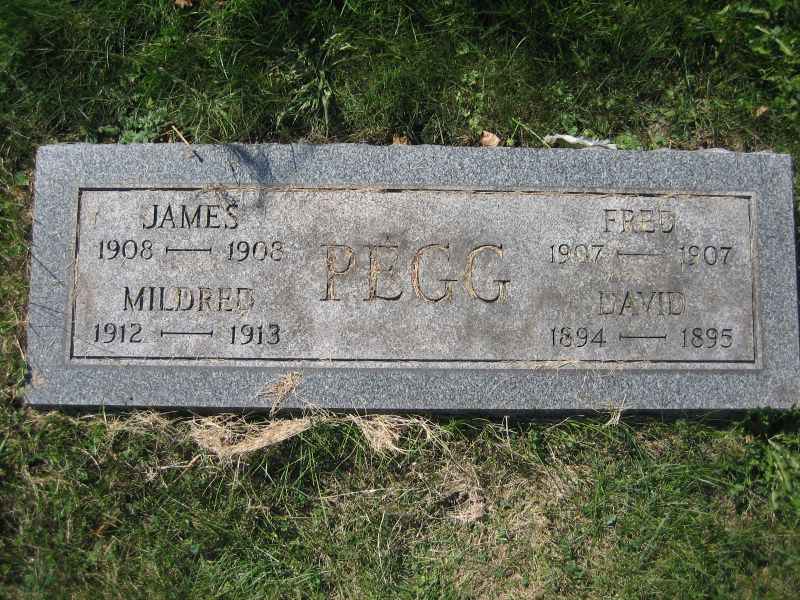 JAMES
1908 — 1908
MILDRED
1912 — 1913
PEGG
FRED
1907 — 1907
DAVID
1894 — 1895